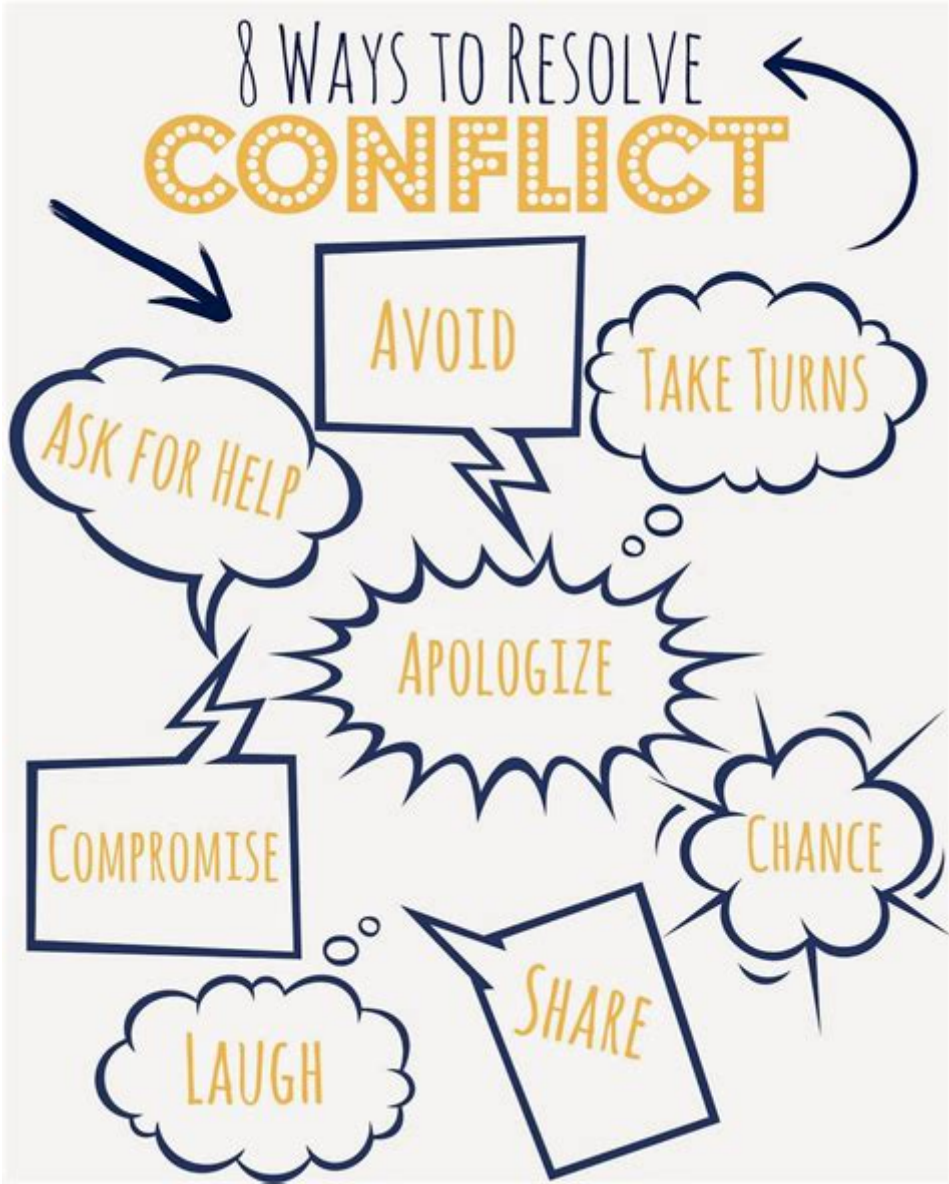 8 Ways to Resolve
CONFLICT
Avoid
Take Turns
Ask for Help
Apologize
Compromise
Chance
Share
Laugh